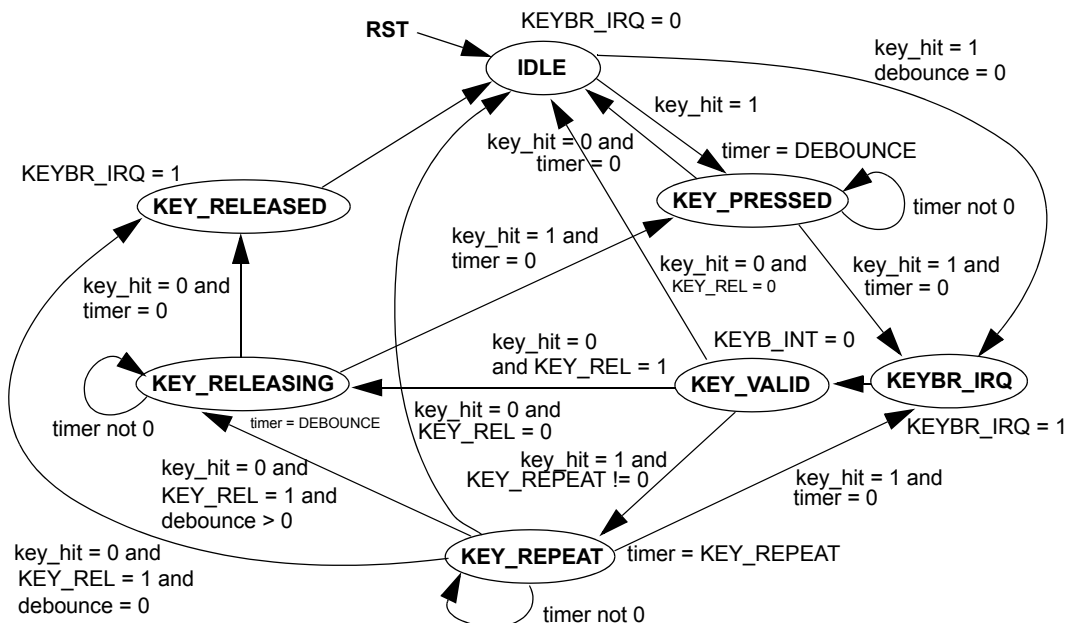 KEYBR_IRQ = 0
RST
IDLE
key_hit = 1
debounce = 0
key_hit = 1
key_hit = 0 and
timer = 0
timer = DEBOUNCE
KEYBR_IRQ = 1
KEY_RELEASED
KEY_PRESSED
timer not 0
key_hit = 1 and
timer = 0
key_hit = 0 and
KEY_REL = 0
key_hit = 1 and
timer = 0
key_hit = 0 and
timer = 0
key_hit = 0
and KEY_REL = 1
KEYB_INT = 0
KEY_RELEASING
KEY_VALID
KEYBR_IRQ
timer not 0
timer = DEBOUNCE
key_hit = 0 and
KEY_REL = 0
KEYBR_IRQ = 1
key_hit = 0 and
KEY_REL = 1 and
debounce > 0
key_hit = 1 and
KEY_REPEAT != 0
key_hit = 1 and
timer = 0
key_hit = 0 and
KEY_REL = 1 and
debounce = 0
KEY_REPEAT
timer = KEY_REPEAT
timer not 0